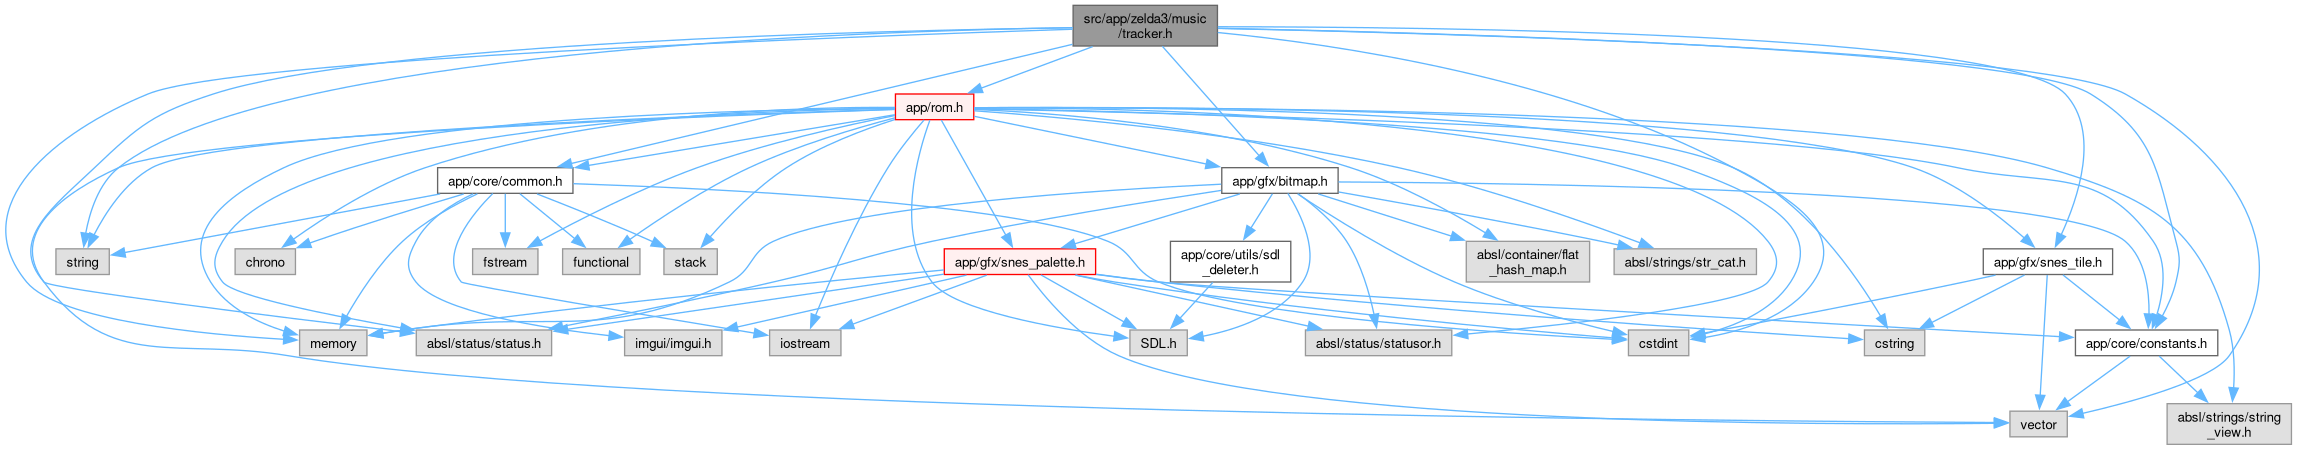 src/app/zelda3/music
/tracker.h
app/rom.h
app/core/common.h
app/gfx/bitmap.h
string
chrono
fstream
functional
stack
app/gfx/snes_palette.h
app/core/utils/sdl
_deleter.h
absl/container/flat
_hash_map.h
absl/strings/str_cat.h
app/gfx/snes_tile.h
memory
absl/status/status.h
imgui/imgui.h
iostream
SDL.h
absl/status/statusor.h
cstdint
cstring
app/core/constants.h
vector
absl/strings/string
_view.h